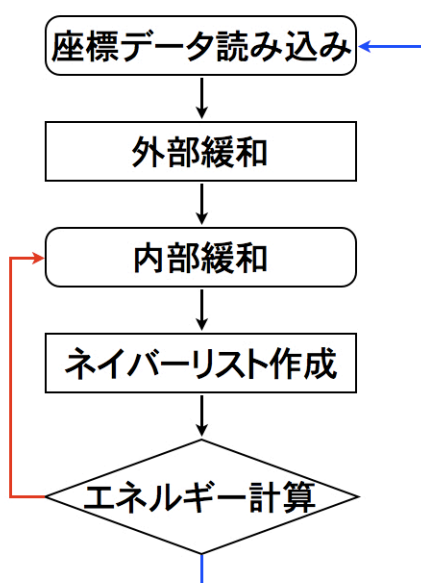 座標データ読み込み
外部緩和
内部緩和
ネイバーリスト作成
エネルギー計算